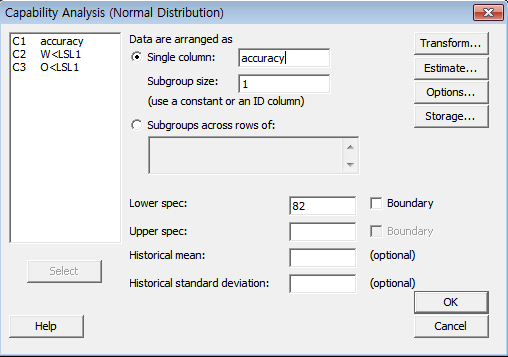 Capability Analysis (Normal Distribution)
C1 accuracy
C2 W<LSL1
C3 O<LSL1
Data are arranged as
Single column: accuracy
Subgroup size: 1
(use a constant or an ID column)
Subgroups across rows of:
Transform...
Estimate...
Options...
Storage...
Lower spec: 82 Boundary
Upper spec: Boundary
Historical mean: (optional)
Historical standard deviation: (optional)
Select
OK
Help
Cancel